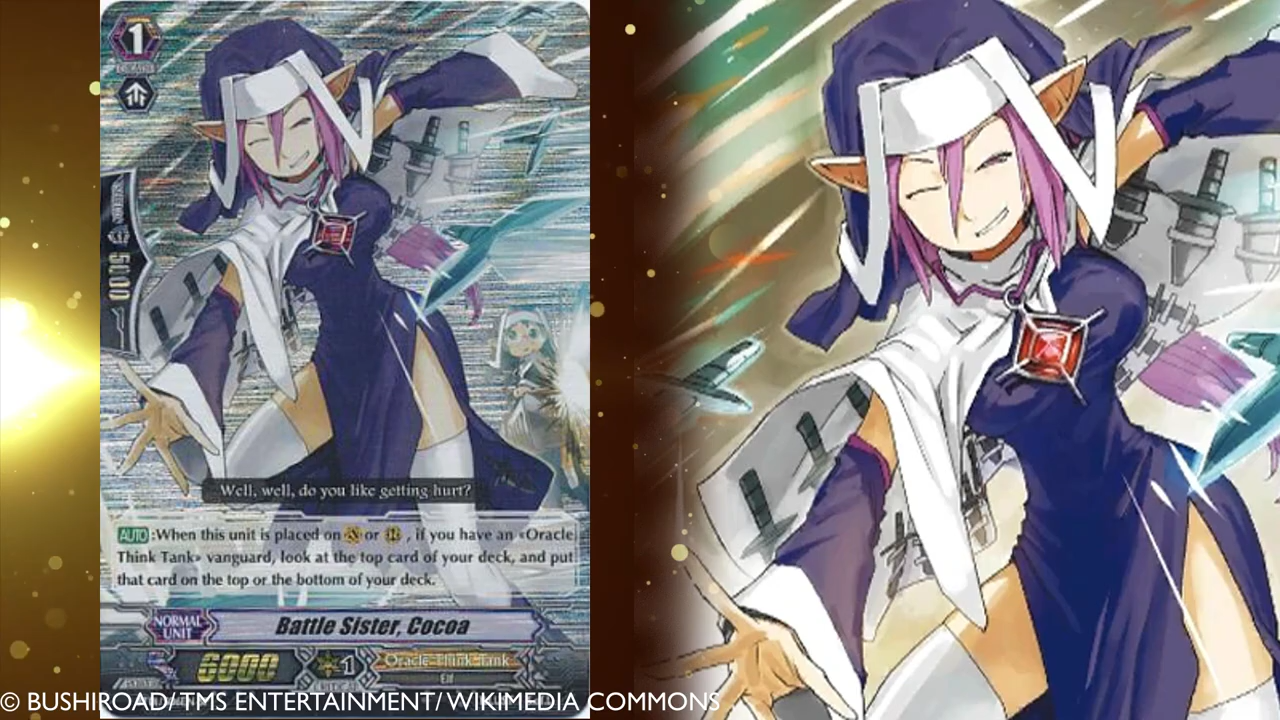 1
GRADE
5000
Well, well, do you like getting hurt?
AUTO :When this unit is placed on or , if you have an «Oracle
Think Tank» vanguard, look at the top card of your deck, and put
that card on the top or the bottom of your deck.
NORMAL
UNIT
Battle Sister, Cocoa
6000
1
Oracle Think Tank
CRITICAL
Elf
© BUSHIROAD/ TMS ENTERTAINMENT/ WIKIMEDIA COMMONS